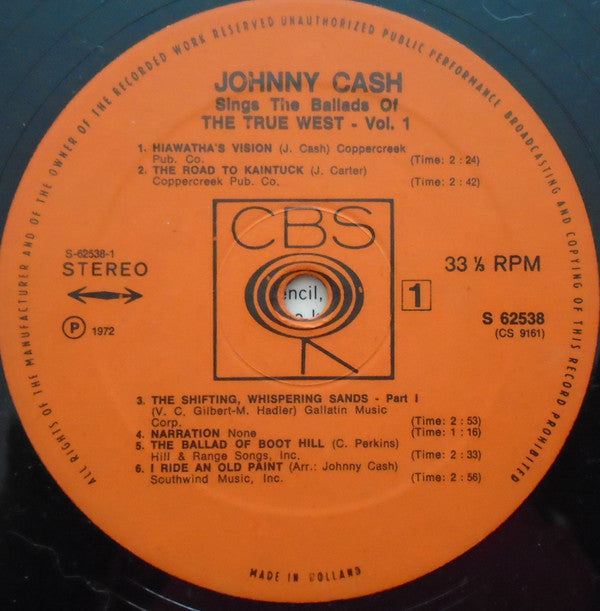 ALL RIGHTS OF THE MANUFACTURER AND OF THE OWNER OF THE RECORDED WORK RESERVED UNAUTHORIZED PUBLIC PERFORMANCE BROADCASTING AND COPYING OF THIS RECORD PROHIBITED
JOHNNY CASH
Sings The Ballads Of
THE TRUE WEST - Vol. 1
1. HIAWATHA'S VISION (J. Cash) Coppercreek
Pub. Co. (Time: 2 : 24)
2. THE ROAD TO KAINTUCK (J. Carter)
Coppercreek Pub. Co. (Time: 2 : 42)
CBS
S-62538-1
STEREO
33 ⅓ RPM
encil,
1
℗ 1972
S 62538
(CS 9161)
3. THE SHIFTING, WHISPERING SANDS - Part I
(V. C. Gilbert-M. Hadler) Gallatin Music
Corp. (Time: 2 : 53)
4. NARRATION None (Time: 1 : 16)
5. THE BALLAD OF BOOT HILL (C. Perkins)
Hill & Range Songs, Inc. (Time: 2 : 33)
6. I RIDE AN OLD PAINT (Arr.: Johnny Cash)
Southwind Music, Inc. (Time: 2 : 56)
MADE IN HOLLAND